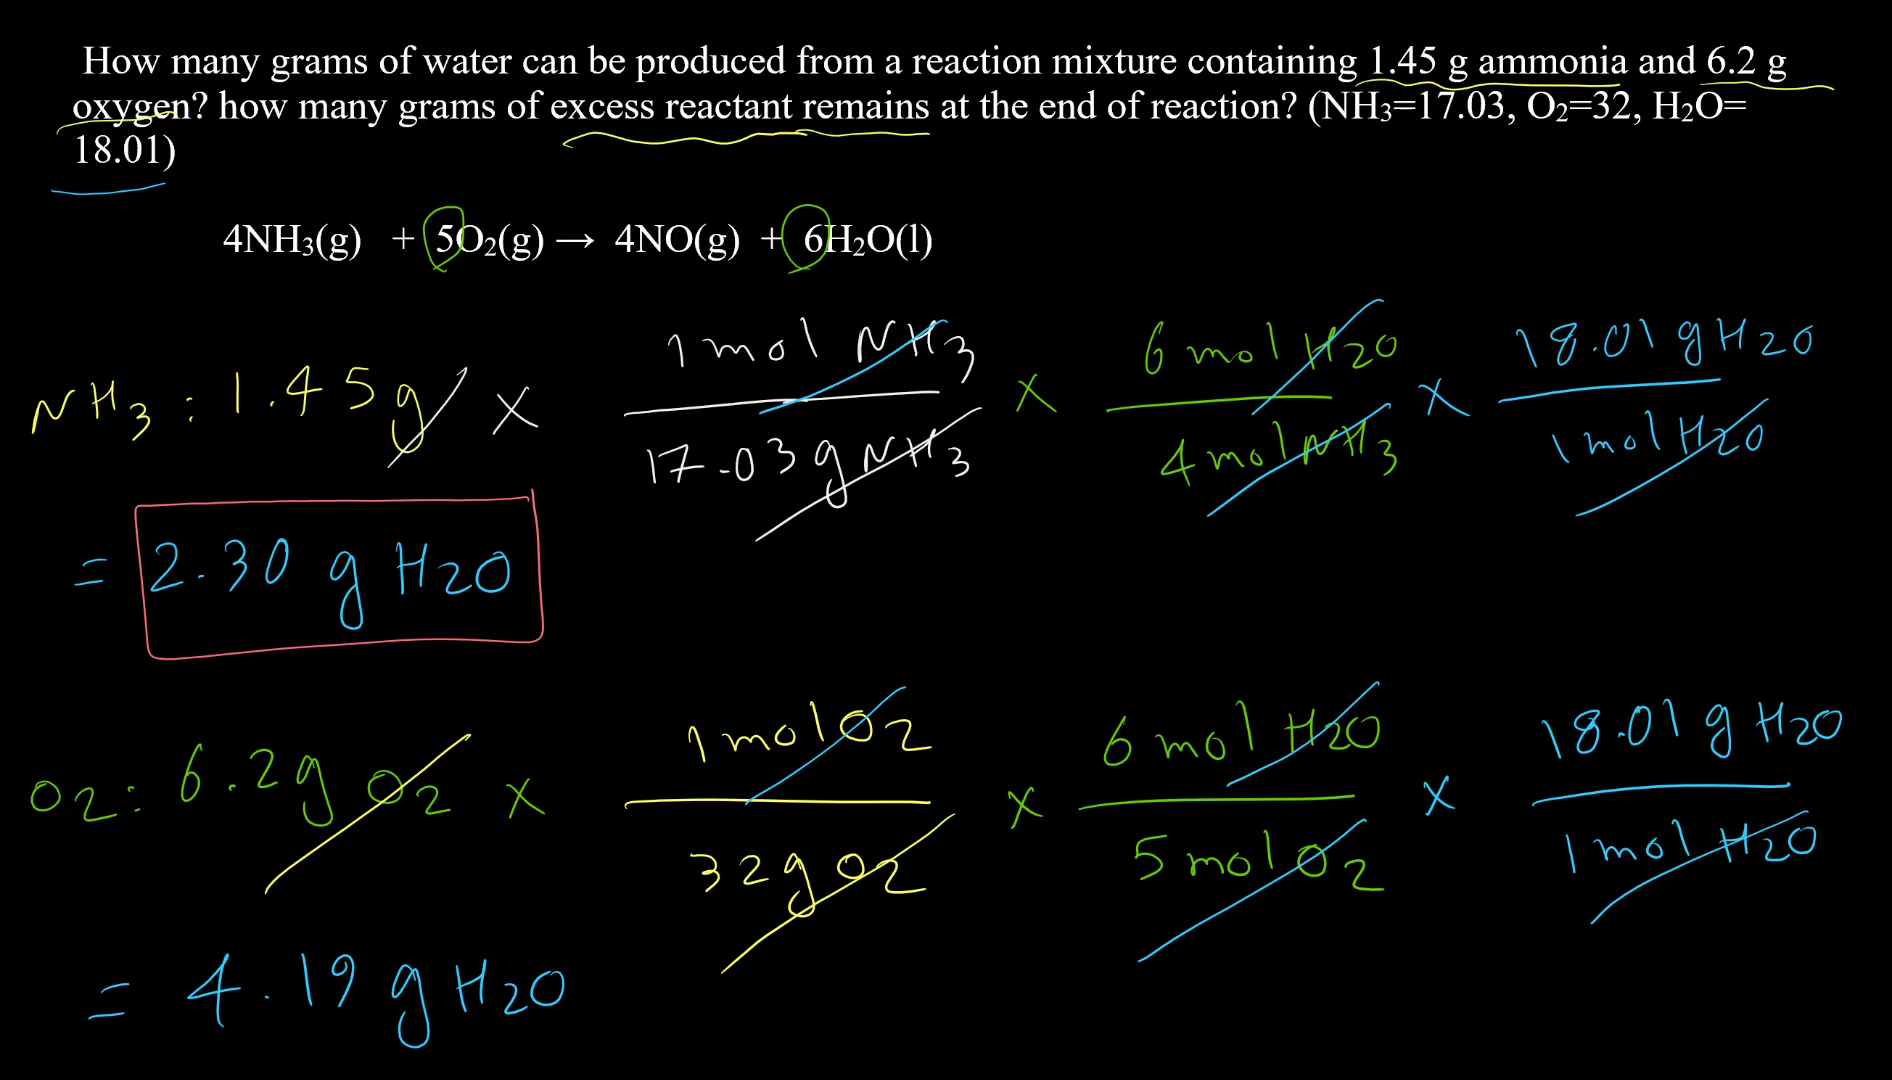 How many grams of water can be produced from a reaction mixture containing 1.45 g ammonia and 6.2 g
oxygen? how many grams of excess reactant remains at the end of reaction? (NH₃=17.03, O₂=32, H₂O=
18.01)
4NH₃(g) + 5O₂(g) → 4NO(g) + 6H₂O(l)
NH3 : 1.45g × 1 mol NH3 / 17.03 g NH3 × 6 mol H2O / 4 mol NH3 × 18.01 g H2O / 1 mol H2O
= 2.30 g H2O
O2: 6.2g O2 × 1 mol O2 / 32 g O2 × 6 mol H2O / 5 mol O2 × 18.01 g H2O / 1 mol H2O
= 4.19 g H2O